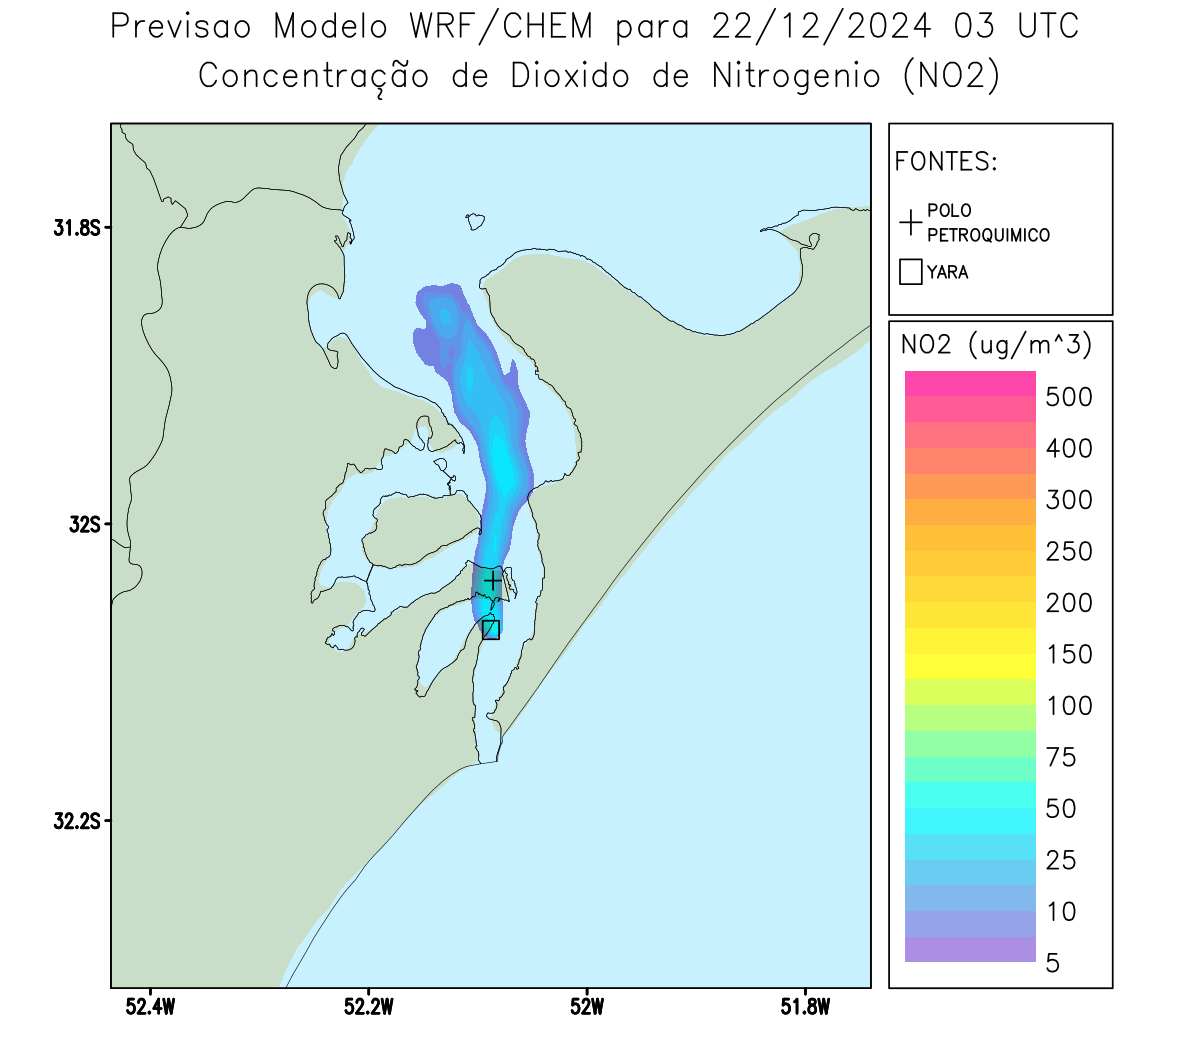 Previsao Modelo WRF/CHEM para 22/12/2024 03 UTC
Concentração de Dioxido de Nitrogenio (NO2)
FONTES:
POLO
PETROQUIMICO
YARA
31.8S
32S
32.2S
52.4W
52.2W
52W
51.8W
NO2 (ug/m^3)
500
400
300
250
200
150
100
75
50
25
10
5